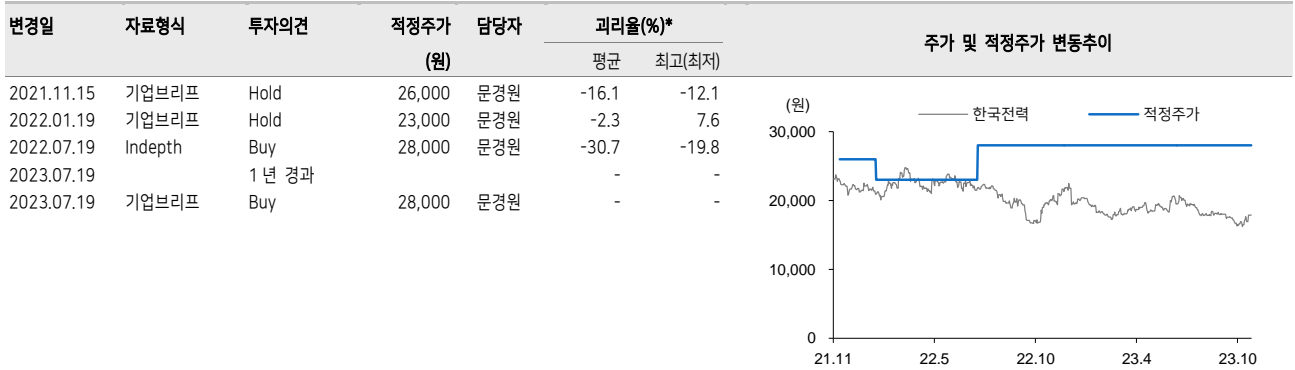 변경일 자료형식 투자의견 적정주가 담당자 괴리율(%)*
(원) 평균 최고(최저)
2021.11.15 기업브리프 Hold 26,000 문경원 -16.1 -12.1
2022.01.19 기업브리프 Hold 23,000 문경원 -2.3 7.6
2022.07.19 Indepth Buy 28,000 문경원 -30.7 -19.8
2023.07.19 1년 경과 - -
2023.07.19 기업브리프 Buy 28,000 문경원 - -
주가 및 적정주가 변동추이
(원)
한국전력 적정주가
30,000
20,000
10,000
0
21.11 22.5 22.10 23.4 23.10